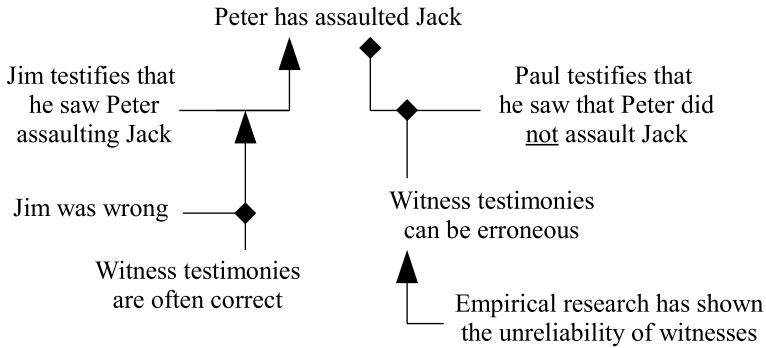 Peter has assaulted Jack
Jim testifies that
he saw Peter
assaulting Jack
Paul testifies that
he saw that Peter did
not assault Jack
Jim was wrong
Witness testimonies
can be erroneous
Witness testimonies
are often correct
Empirical research has shown
the unreliability of witnesses